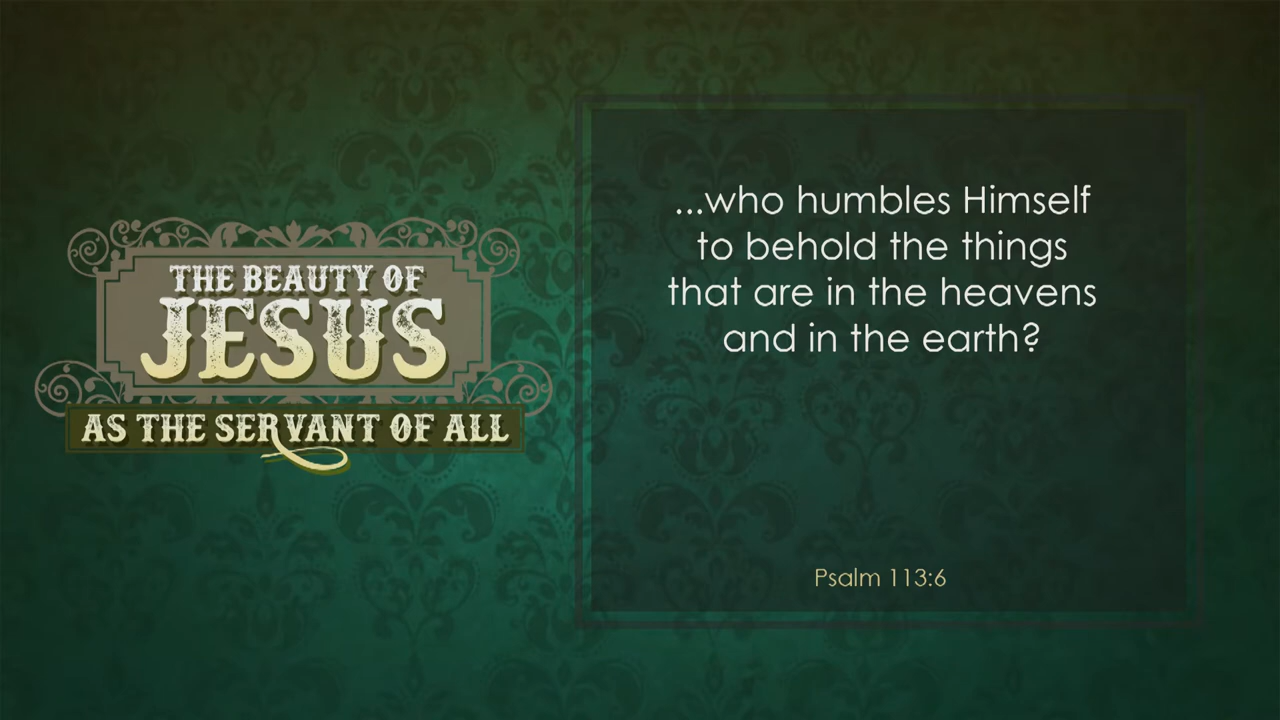 THE BEAUTY OF
JESUS
AS THE SERVANT OF ALL
...who humbles Himself
to behold the things
that are in the heavens
and in the earth?
Psalm 113:6